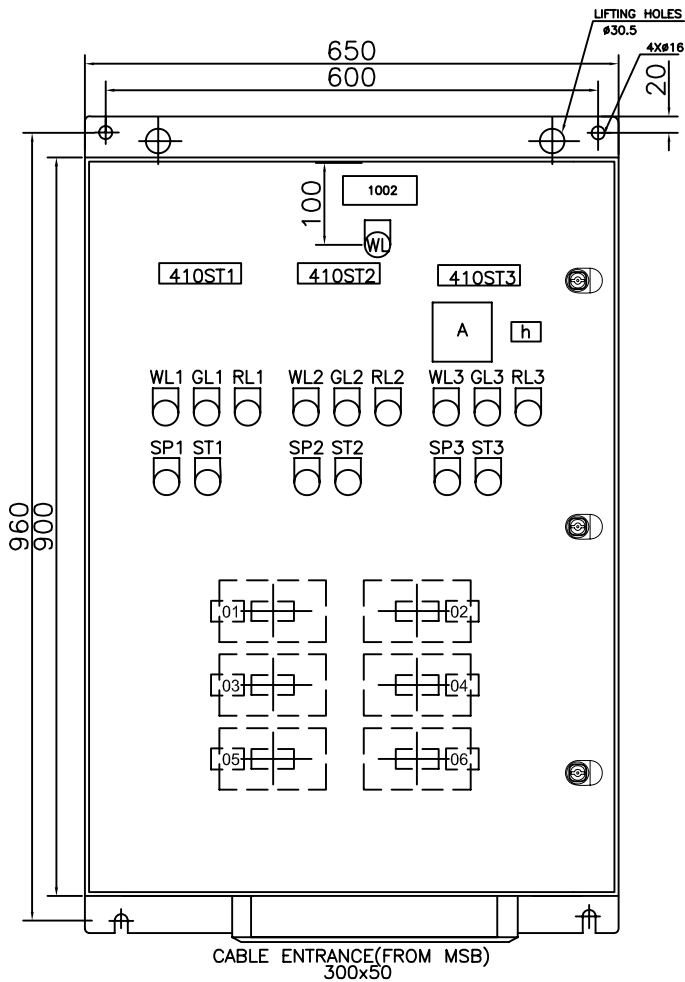 LIFTING HOLES
ø30.5
4Xø16
650
600
20
100
1002
WL
410ST1 410ST2 410ST3
A h
WL1 GL1 RL1 WL2 GL2 RL2 WL3 GL3 RL3
SP1 ST1 SP2 ST2 SP3 ST3
960
900
01 02
03 04
05 06
CABLE ENTRANCE(FROM MSB)
300x50